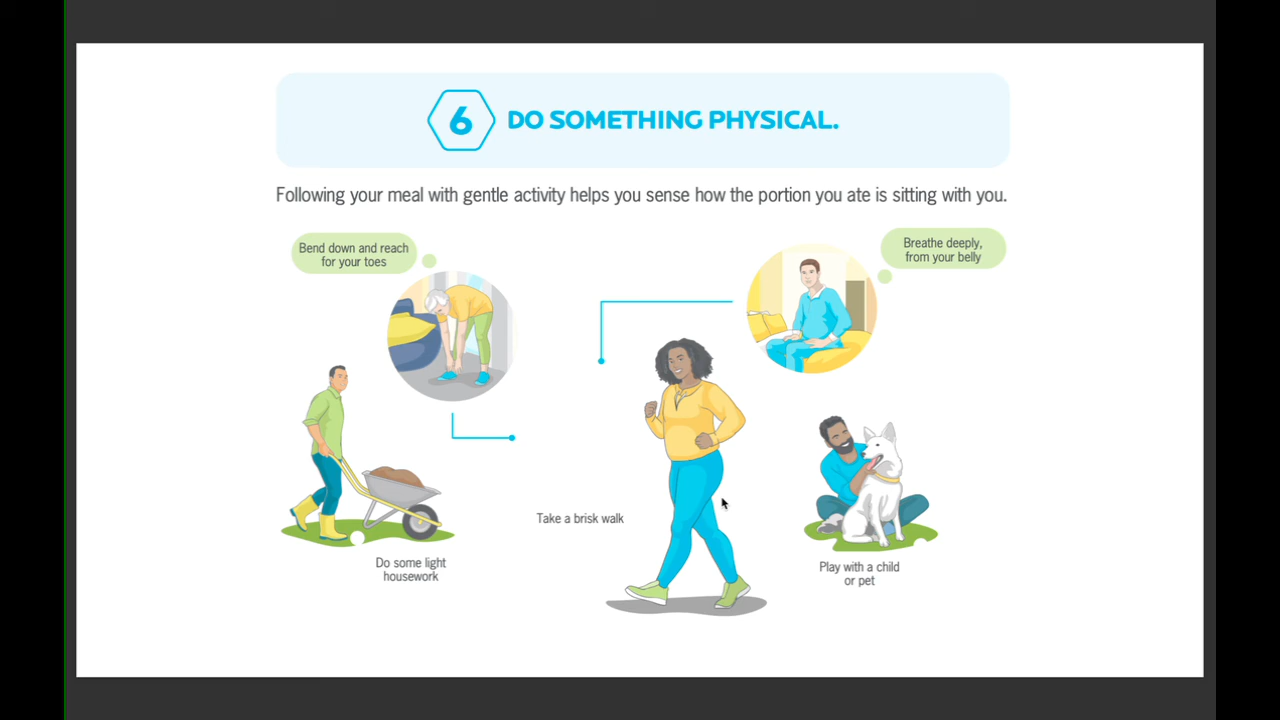 6 DO SOMETHING PHYSICAL.
Following your meal with gentle activity helps you sense how the portion you ate is sitting with you.
Bend down and reach
for your toes
Breathe deeply,
from your belly
Do some light
housework
Take a brisk walk
Play with a child
or pet